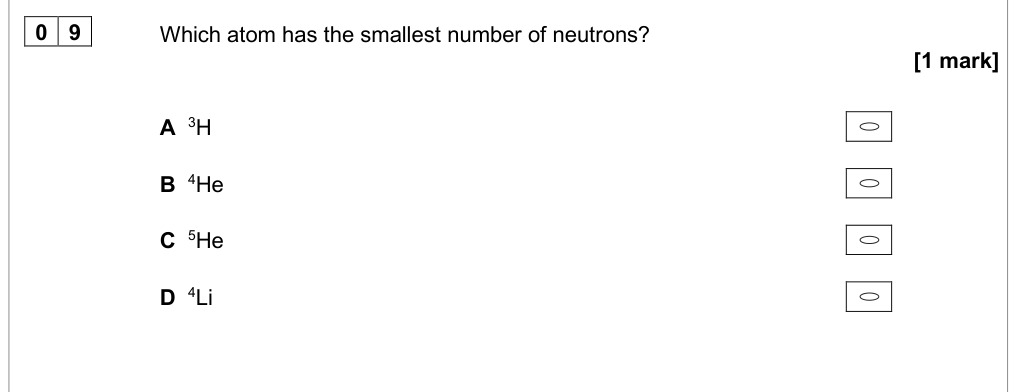 0 9 Which atom has the smallest number of neutrons?
[1 mark]
A ³H
B ⁴He
C ⁵He
D ⁴Li